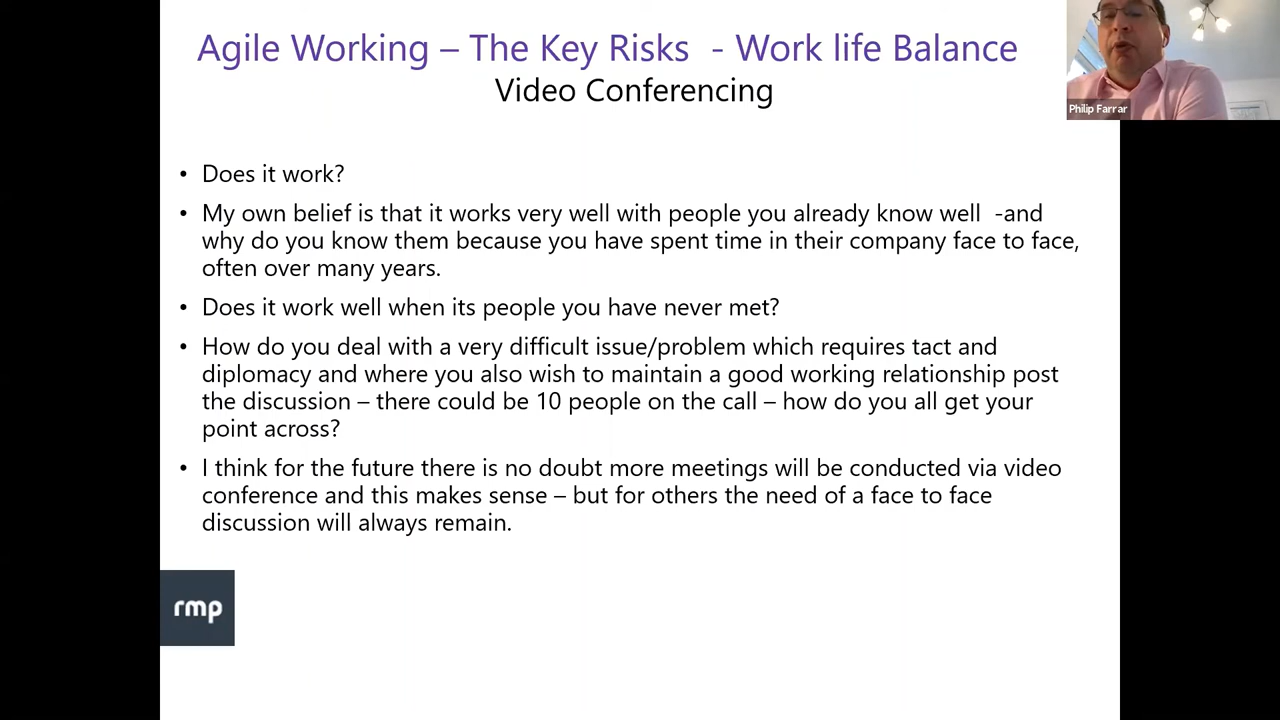 Agile Working – The Key Risks  - Work life Balance
Video Conferencing
Philip Farrar
• Does it work?
• My own belief is that it works very well with people you already know well  -and
why do you know them because you have spent time in their company face to face,
often over many years.
• Does it work well when its people you have never met?
• How do you deal with a very difficult issue/problem which requires tact and
diplomacy and where you also wish to maintain a good working relationship post
the discussion – there could be 10 people on the call – how do you all get your
point across?
• I think for the future there is no doubt more meetings will be conducted via video
conference and this makes sense – but for others the need of a face to face
discussion will always remain.
rmp